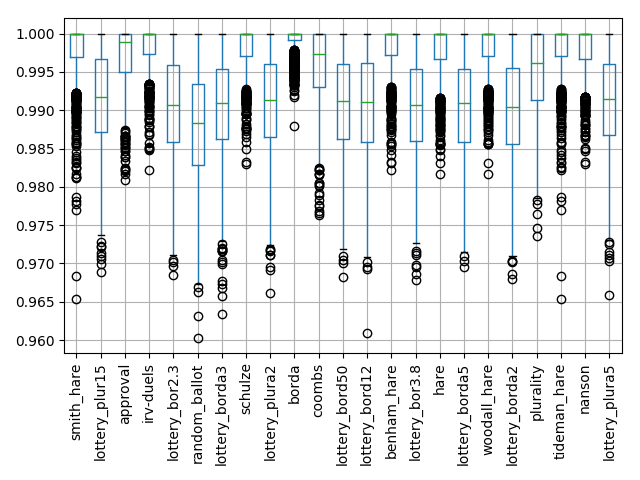 1.000
0.995
0.990
0.985
0.980
0.975
0.970
0.965
0.960
smith_hare
lottery_plur15
approval
irv-duels
lottery_bor2.3
random_ballot
lottery_borda3
schulze
lottery_plura2
borda
coombs
lottery_bord50
lottery_bord12
benham_hare
lottery_bor3.8
hare
lottery_borda5
woodall_hare
lottery_borda2
plurality
tideman_hare
nanson
lottery_plura5